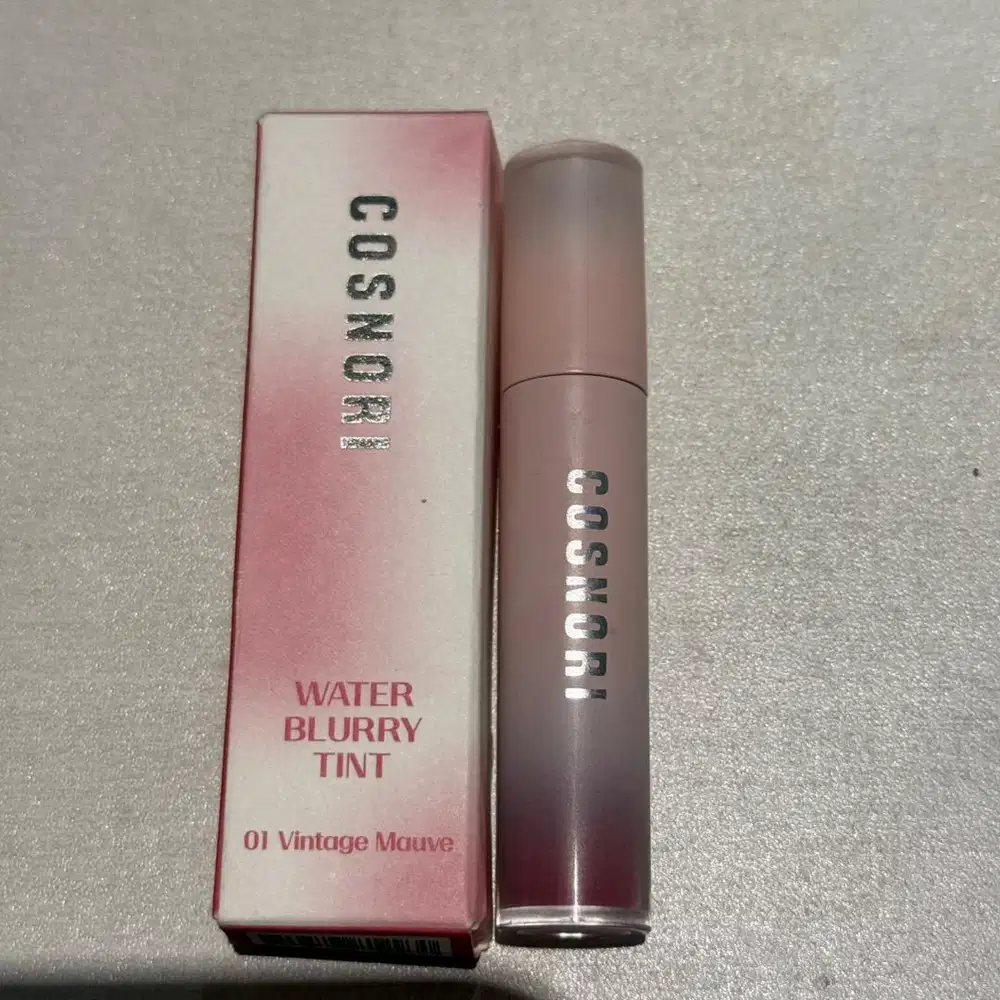 COSNORI
WATER
BLURRY
TINT
01 Vintage Mauve
COSNORI